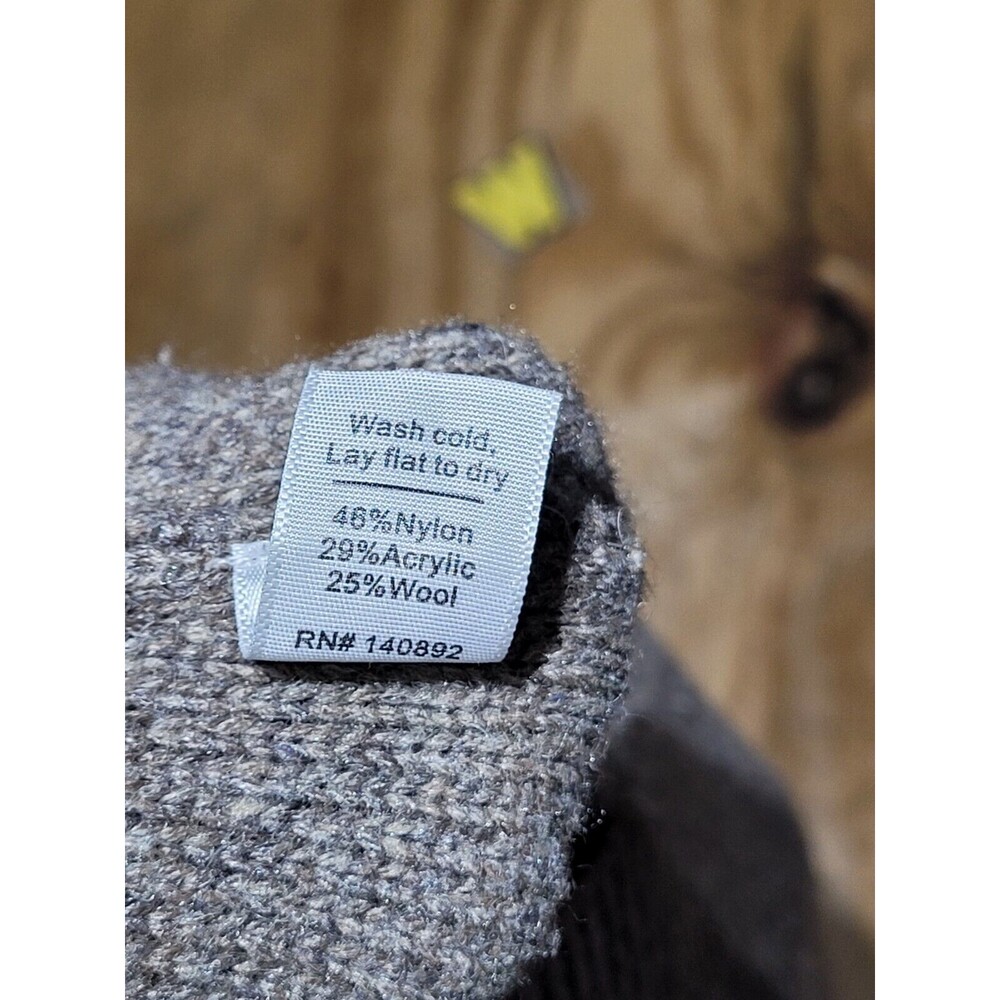 Wash cold,
Lay flat to dry
46%Nylon
29%Acrylic
25%Wool
RN# 140892